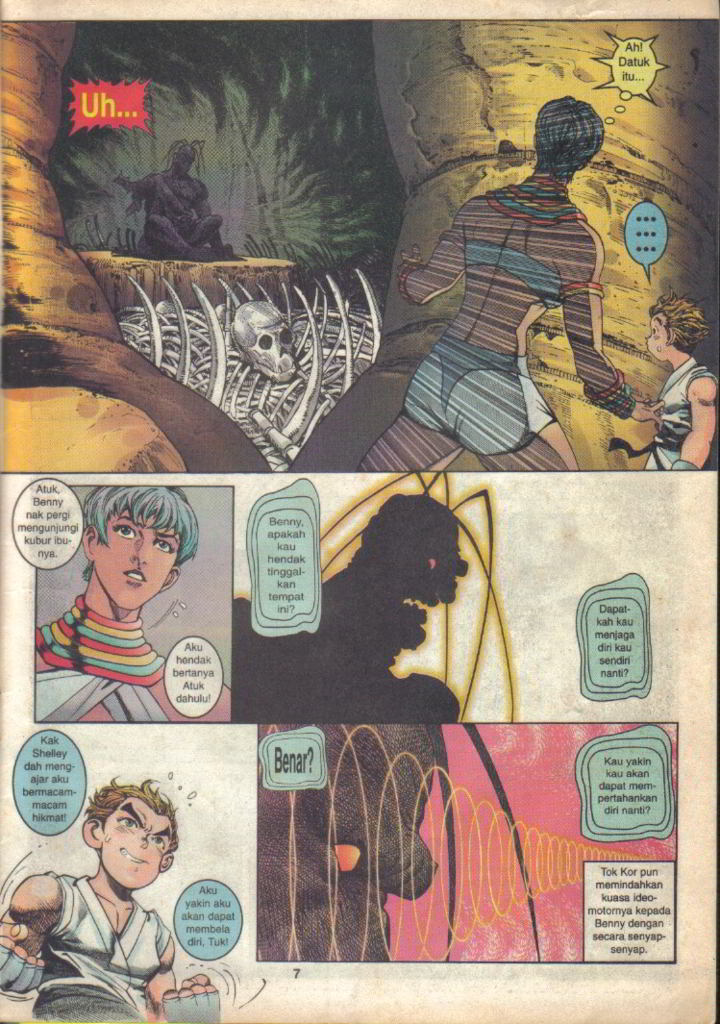 Uh...
Ah!
Datuk
itu...
...
...
...
Atuk,
Benny
nak pergi
mengunjungi
kubur ibu-
nya.
Aku
hendak
bertanya
Atuk
dahulu!
Benny,
apakah
kau
hendak
tinggal-
kan
tempat
ini?
Dapat-
kah kau
menjaga
diri kau
sendiri
nanti?
Kak
Shelley
dah meng-
ajar aku
bermacam-
macam
hikmat!
Aku
yakin aku
akan dapat
membela
diri, Tuk!
Benar?
Kau yakin
kau akan
dapat mem-
pertahankan
diri nanti?
Tok Kor pun
memindahkan
kuasa ideo-
motornya kepada
Benny dengan
secara senyap-
senyap.
7